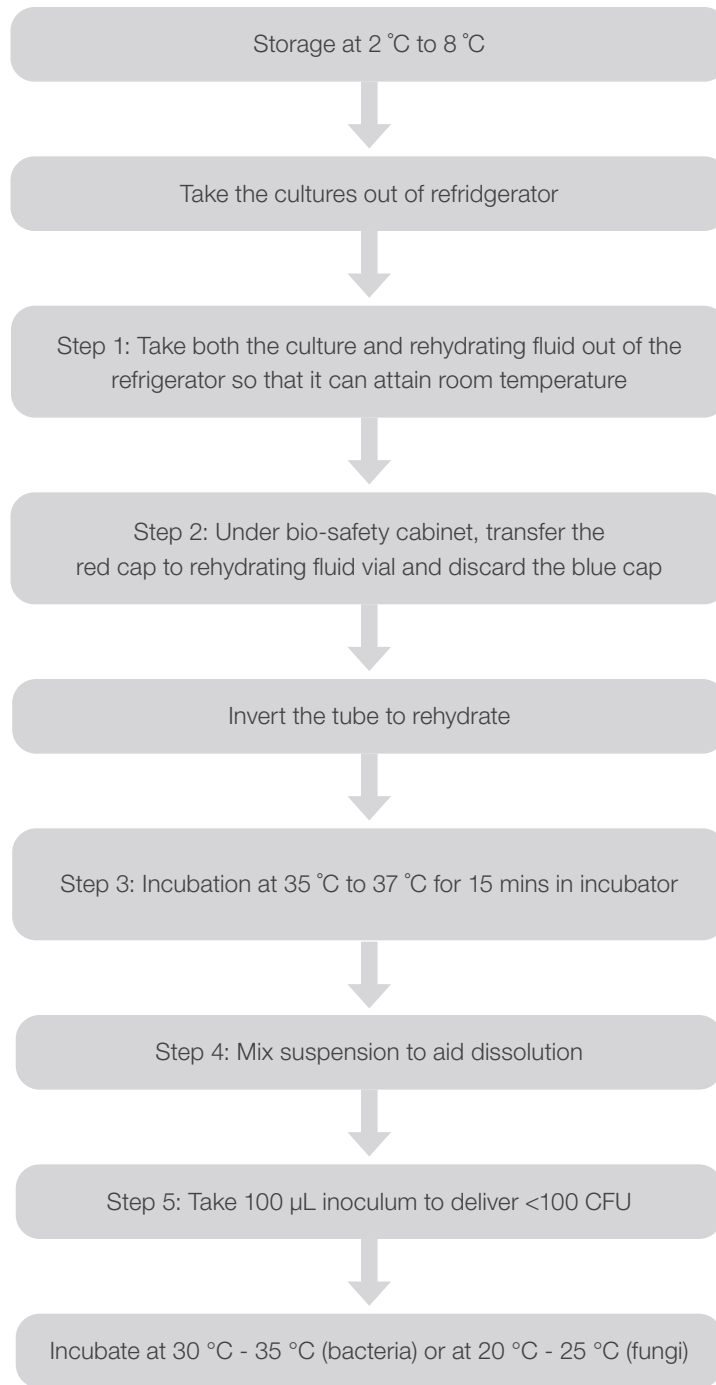 Storage at 2 ˚C to 8 ˚C
Take the cultures out of refridgerator
Step 1: Take both the culture and rehydrating fluid out of the
refrigerator so that it can attain room temperature
Step 2: Under bio-safety cabinet, transfer the
red cap to rehydrating fluid vial and discard the blue cap
Invert the tube to rehydrate
Step 3: Incubation at 35 ˚C to 37 ˚C for 15 mins in incubator
Step 4: Mix suspension to aid dissolution
Step 5: Take 100 µL inoculum to deliver <100 CFU
Incubate at 30 °C - 35 °C (bacteria) or at 20 °C - 25 °C (fungi)